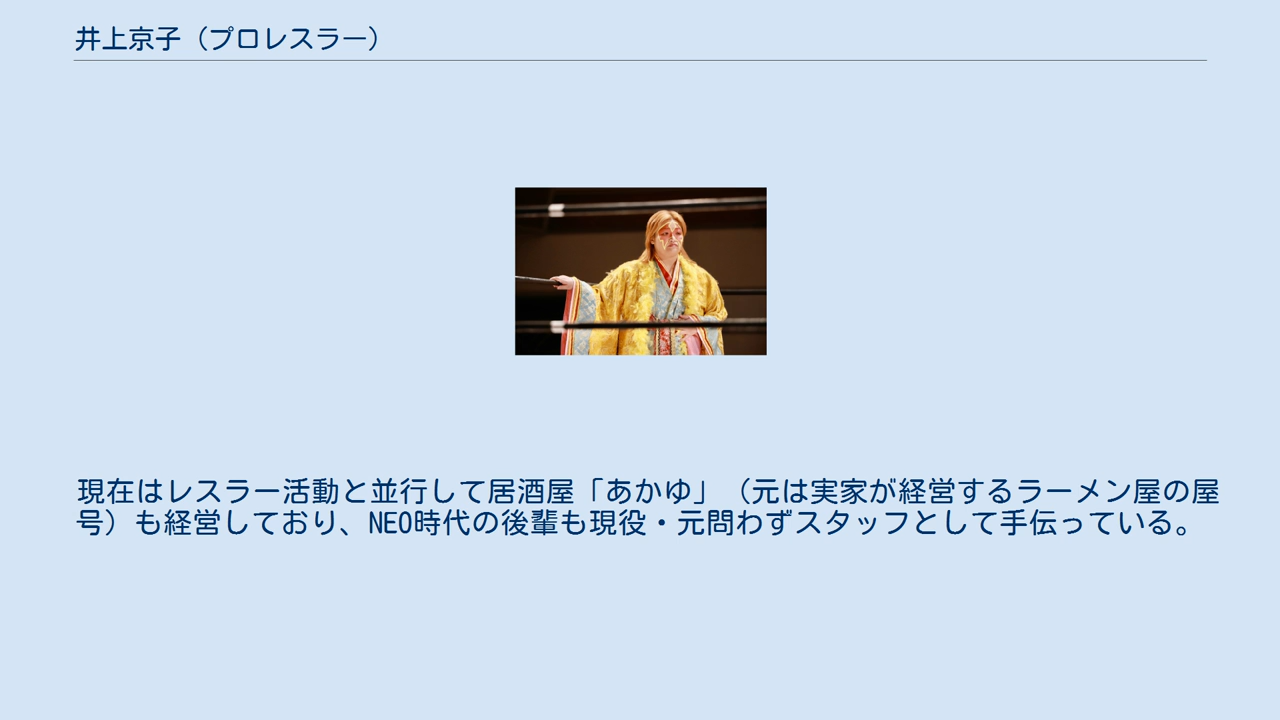 井上京子（プロレスラー）
現在はレスラー活動と並行して居酒屋「あかゆ」（元は実家が経営するラーメン屋の屋
号）も経営しており、NEO時代の後輩も現役・元問わずスタッフとして手伝っている。